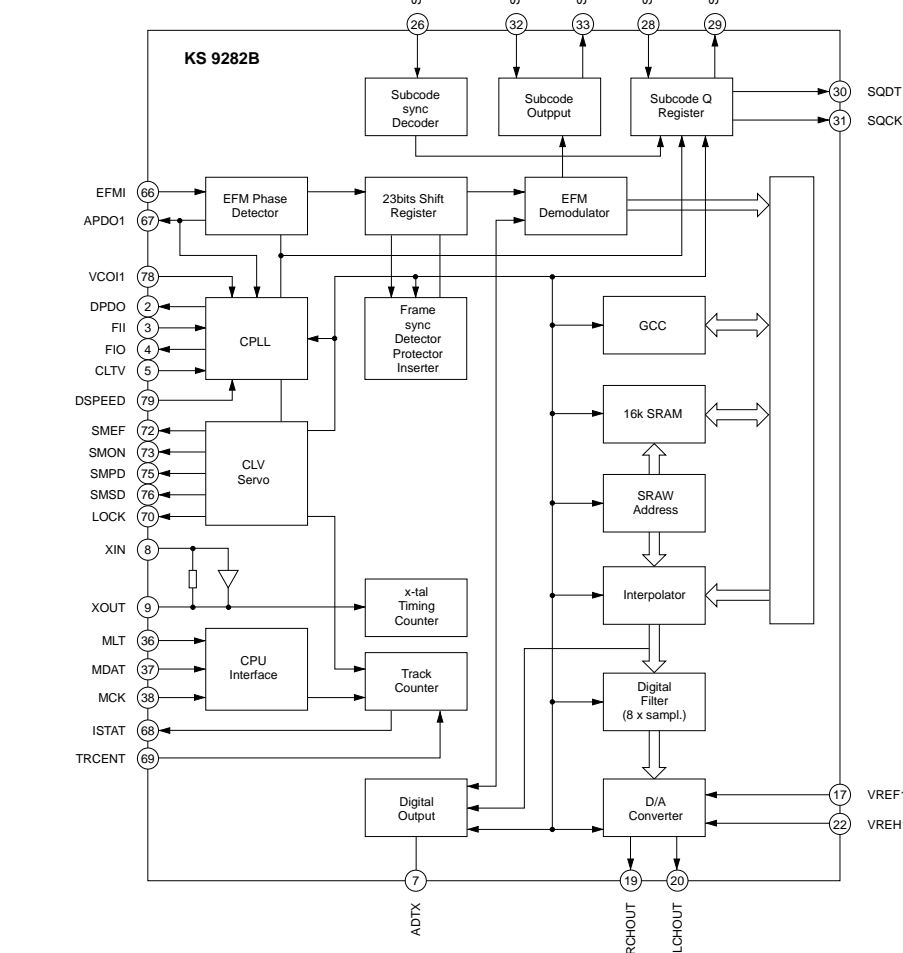 26
32
33
28
29
KS 9282B
Subcode
sync
Decoder
Subcode
Outpput
Subcode Q
Register
30 SQDT
31 SQCK
EFMI 66
APDO1 67
EFM Phase
Detector
23bits Shift
Register
EFM
Demodulator
VCOI1 78
DPDO 2
FII 3
FIO 4
CLTV 5
DSPEED 79
CPLL
Frame
sync
Detector
Protector
Inserter
GCC
16k SRAM
SMEF 72
SMON 73
SMPD 75
SMSD 76
LOCK 70
CLV
Servo
SRAW
Address
XIN 8
XOUT 9
x-tal
Timing
Counter
Interpolator
MLT 36
MDAT 37
MCK 38
CPU
Interface
Track
Counter
Digital
Filter
(8 x sampl.)
ISTAT 68
TRCENT 69
Digital
Output
D/A
Converter
17 VREF1
22 VREH
7
19
20
ADTX
RCHOUT
LCHOUT